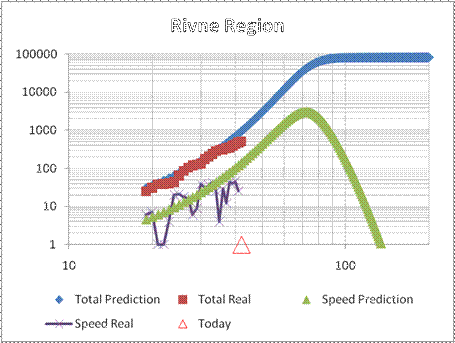 Rivne Region
100000
10000
1000
100
10
1
10 100
Total Prediction Total Real Speed Prediction
Speed Real Today